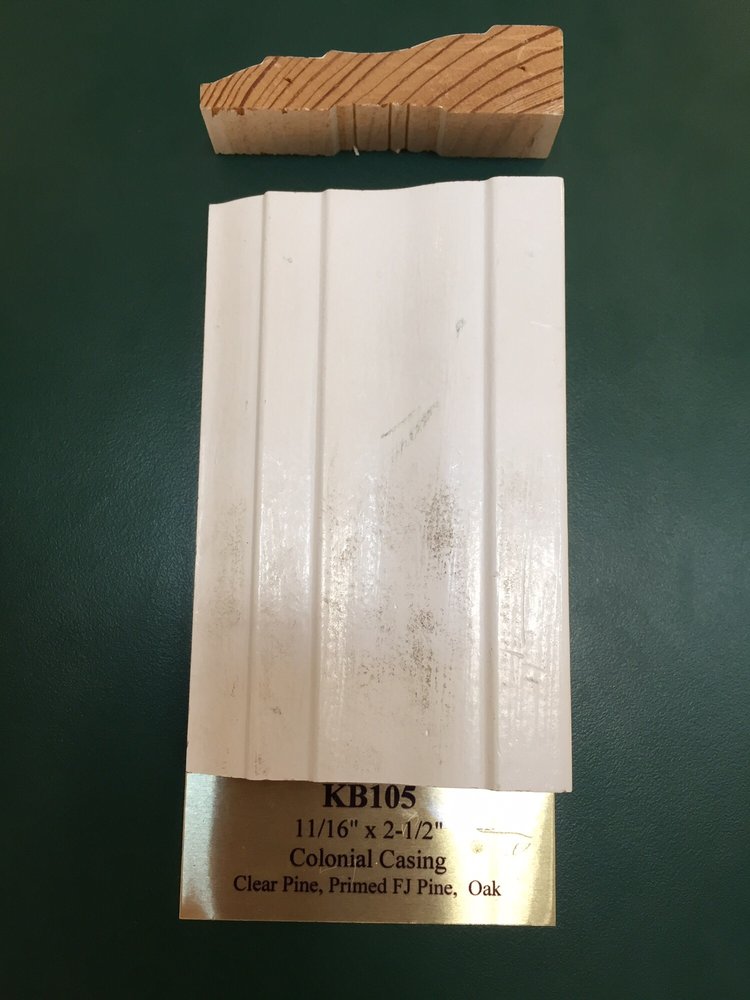 KB105
11/16" x 2-1/2"
Colonial Casing
Clear Pine, Primed FJ Pine, Oak